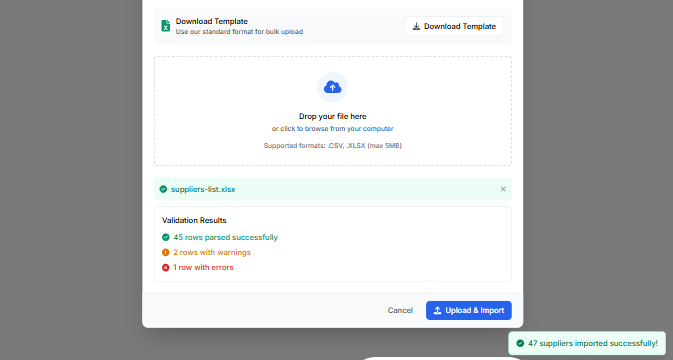 Download Template
Use our standard format for bulk upload
Download Template
Drop your file here
or click to browse from your computer
Supported formats: .CSV, .XLSX (max 5MB)
suppliers-list.xlsx
Validation Results
45 rows parsed successfully
2 rows with warnings
1 row with errors
Cancel
Upload & Import
47 suppliers imported successfully!